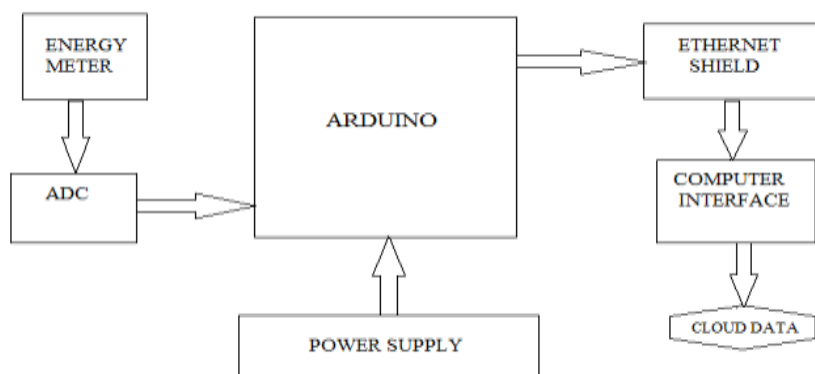 ENERGY
METER
ADC
ARDUINO
POWER SUPPLY
ETHERNET
SHIELD
COMPUTER
INTERFACE
CLOUD DATA